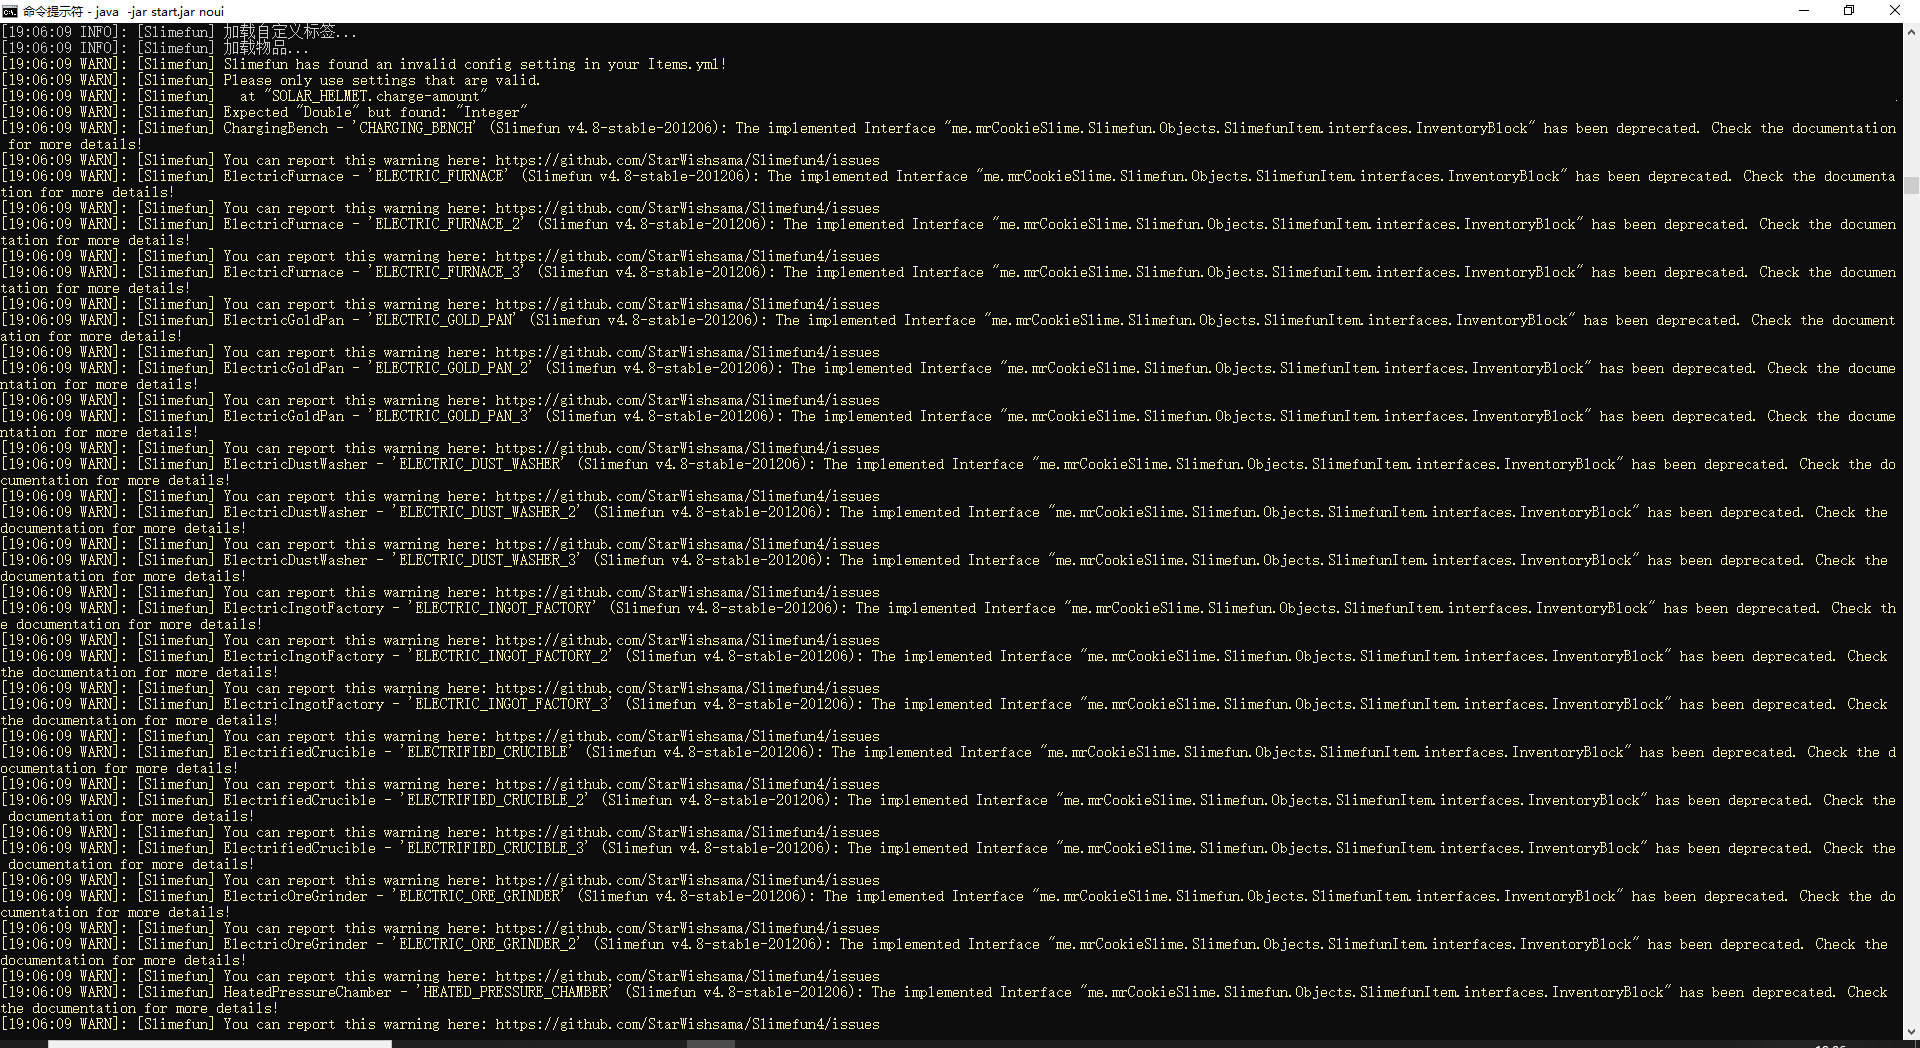 命令提示符 - java  -jar start.jar noui
[19:06:09 INFO]: [Slimefun] 加载自定义标签...
[19:06:09 INFO]: [Slimefun] 加载物品...
[19:06:09 WARN]: [Slimefun] Slimefun has found an invalid config setting in your Items.yml!
[19:06:09 WARN]: [Slimefun] Please only use settings that are valid.
[19:06:09 WARN]: [Slimefun]   at "SOLAR_HELMET.charge-amount"
[19:06:09 WARN]: [Slimefun] Expected "Double" but found: "Integer"
[19:06:09 WARN]: [Slimefun] ChargingBench - 'CHARGING_BENCH' (Slimefun v4.8-stable-201206): The implemented Interface "me.mrCookieSlime.Slimefun.Objects.SlimefunItem.interfaces.InventoryBlock" has been deprecated. Check the documentation
 for more details!
[19:06:09 WARN]: [Slimefun] You can report this warning here: https://github.com/StarWishsama/Slimefun4/issues
[19:06:09 WARN]: [Slimefun] ElectricFurnace - 'ELECTRIC_FURNACE' (Slimefun v4.8-stable-201206): The implemented Interface "me.mrCookieSlime.Slimefun.Objects.SlimefunItem.interfaces.InventoryBlock" has been deprecated. Check the documenta
tion for more details!
[19:06:09 WARN]: [Slimefun] You can report this warning here: https://github.com/StarWishsama/Slimefun4/issues
[19:06:09 WARN]: [Slimefun] ElectricFurnace - 'ELECTRIC_FURNACE_2' (Slimefun v4.8-stable-201206): The implemented Interface "me.mrCookieSlime.Slimefun.Objects.SlimefunItem.interfaces.InventoryBlock" has been deprecated. Check the documen
tation for more details!
[19:06:09 WARN]: [Slimefun] You can report this warning here: https://github.com/StarWishsama/Slimefun4/issues
[19:06:09 WARN]: [Slimefun] ElectricFurnace - 'ELECTRIC_FURNACE_3' (Slimefun v4.8-stable-201206): The implemented Interface "me.mrCookieSlime.Slimefun.Objects.SlimefunItem.interfaces.InventoryBlock" has been deprecated. Check the documen
tation for more details!
[19:06:09 WARN]: [Slimefun] You can report this warning here: https://github.com/StarWishsama/Slimefun4/issues
[19:06:09 WARN]: [Slimefun] ElectricGoldPan - 'ELECTRIC_GOLD_PAN' (Slimefun v4.8-stable-201206): The implemented Interface "me.mrCookieSlime.Slimefun.Objects.SlimefunItem.interfaces.InventoryBlock" has been deprecated. Check the document
ation for more details!
[19:06:09 WARN]: [Slimefun] You can report this warning here: https://github.com/StarWishsama/Slimefun4/issues
[19:06:09 WARN]: [Slimefun] ElectricGoldPan - 'ELECTRIC_GOLD_PAN_2' (Slimefun v4.8-stable-201206): The implemented Interface "me.mrCookieSlime.Slimefun.Objects.SlimefunItem.interfaces.InventoryBlock" has been deprecated. Check the docume
ntation for more details!
[19:06:09 WARN]: [Slimefun] You can report this warning here: https://github.com/StarWishsama/Slimefun4/issues
[19:06:09 WARN]: [Slimefun] ElectricGoldPan - 'ELECTRIC_GOLD_PAN_3' (Slimefun v4.8-stable-201206): The implemented Interface "me.mrCookieSlime.Slimefun.Objects.SlimefunItem.interfaces.InventoryBlock" has been deprecated. Check the docume
ntation for more details!
[19:06:09 WARN]: [Slimefun] You can report this warning here: https://github.com/StarWishsama/Slimefun4/issues
[19:06:09 WARN]: [Slimefun] ElectricDustWasher - 'ELECTRIC_DUST_WASHER' (Slimefun v4.8-stable-201206): The implemented Interface "me.mrCookieSlime.Slimefun.Objects.SlimefunItem.interfaces.InventoryBlock" has been deprecated. Check the do
cumentation for more details!
[19:06:09 WARN]: [Slimefun] You can report this warning here: https://github.com/StarWishsama/Slimefun4/issues
[19:06:09 WARN]: [Slimefun] ElectricDustWasher - 'ELECTRIC_DUST_WASHER_2' (Slimefun v4.8-stable-201206): The implemented Interface "me.mrCookieSlime.Slimefun.Objects.SlimefunItem.interfaces.InventoryBlock" has been deprecated. Check the
documentation for more details!
[19:06:09 WARN]: [Slimefun] You can report this warning here: https://github.com/StarWishsama/Slimefun4/issues
[19:06:09 WARN]: [Slimefun] ElectricDustWasher - 'ELECTRIC_DUST_WASHER_3' (Slimefun v4.8-stable-201206): The implemented Interface "me.mrCookieSlime.Slimefun.Objects.SlimefunItem.interfaces.InventoryBlock" has been deprecated. Check the
documentation for more details!
[19:06:09 WARN]: [Slimefun] You can report this warning here: https://github.com/StarWishsama/Slimefun4/issues
[19:06:09 WARN]: [Slimefun] ElectricIngotFactory - 'ELECTRIC_INGOT_FACTORY' (Slimefun v4.8-stable-201206): The implemented Interface "me.mrCookieSlime.Slimefun.Objects.SlimefunItem.interfaces.InventoryBlock" has been deprecated. Check th
e documentation for more details!
[19:06:09 WARN]: [Slimefun] You can report this warning here: https://github.com/StarWishsama/Slimefun4/issues
[19:06:09 WARN]: [Slimefun] ElectricIngotFactory - 'ELECTRIC_INGOT_FACTORY_2' (Slimefun v4.8-stable-201206): The implemented Interface "me.mrCookieSlime.Slimefun.Objects.SlimefunItem.interfaces.InventoryBlock" has been deprecated. Check
the documentation for more details!
[19:06:09 WARN]: [Slimefun] You can report this warning here: https://github.com/StarWishsama/Slimefun4/issues
[19:06:09 WARN]: [Slimefun] ElectricIngotFactory - 'ELECTRIC_INGOT_FACTORY_3' (Slimefun v4.8-stable-201206): The implemented Interface "me.mrCookieSlime.Slimefun.Objects.SlimefunItem.interfaces.InventoryBlock" has been deprecated. Check
the documentation for more details!
[19:06:09 WARN]: [Slimefun] You can report this warning here: https://github.com/StarWishsama/Slimefun4/issues
[19:06:09 WARN]: [Slimefun] ElectrifiedCrucible - 'ELECTRIFIED_CRUCIBLE' (Slimefun v4.8-stable-201206): The implemented Interface "me.mrCookieSlime.Slimefun.Objects.SlimefunItem.interfaces.InventoryBlock" has been deprecated. Check the d
ocumentation for more details!
[19:06:09 WARN]: [Slimefun] You can report this warning here: https://github.com/StarWishsama/Slimefun4/issues
[19:06:09 WARN]: [Slimefun] ElectrifiedCrucible - 'ELECTRIFIED_CRUCIBLE_2' (Slimefun v4.8-stable-201206): The implemented Interface "me.mrCookieSlime.Slimefun.Objects.SlimefunItem.interfaces.InventoryBlock" has been deprecated. Check the
 documentation for more details!
[19:06:09 WARN]: [Slimefun] You can report this warning here: https://github.com/StarWishsama/Slimefun4/issues
[19:06:09 WARN]: [Slimefun] ElectrifiedCrucible - 'ELECTRIFIED_CRUCIBLE_3' (Slimefun v4.8-stable-201206): The implemented Interface "me.mrCookieSlime.Slimefun.Objects.SlimefunItem.interfaces.InventoryBlock" has been deprecated. Check the
 documentation for more details!
[19:06:09 WARN]: [Slimefun] You can report this warning here: https://github.com/StarWishsama/Slimefun4/issues
[19:06:09 WARN]: [Slimefun] ElectricOreGrinder - 'ELECTRIC_ORE_GRINDER' (Slimefun v4.8-stable-201206): The implemented Interface "me.mrCookieSlime.Slimefun.Objects.SlimefunItem.interfaces.InventoryBlock" has been deprecated. Check the do
cumentation for more details!
[19:06:09 WARN]: [Slimefun] You can report this warning here: https://github.com/StarWishsama/Slimefun4/issues
[19:06:09 WARN]: [Slimefun] ElectricOreGrinder - 'ELECTRIC_ORE_GRINDER_2' (Slimefun v4.8-stable-201206): The implemented Interface "me.mrCookieSlime.Slimefun.Objects.SlimefunItem.interfaces.InventoryBlock" has been deprecated. Check the
documentation for more details!
[19:06:09 WARN]: [Slimefun] You can report this warning here: https://github.com/StarWishsama/Slimefun4/issues
[19:06:09 WARN]: [Slimefun] HeatedPressureChamber - 'HEATED_PRESSURE_CHAMBER' (Slimefun v4.8-stable-201206): The implemented Interface "me.mrCookieSlime.Slimefun.Objects.SlimefunItem.interfaces.InventoryBlock" has been deprecated. Check
the documentation for more details!
[19:06:09 WARN]: [Slimefun] You can report this warning here: https://github.com/StarWishsama/Slimefun4/issues